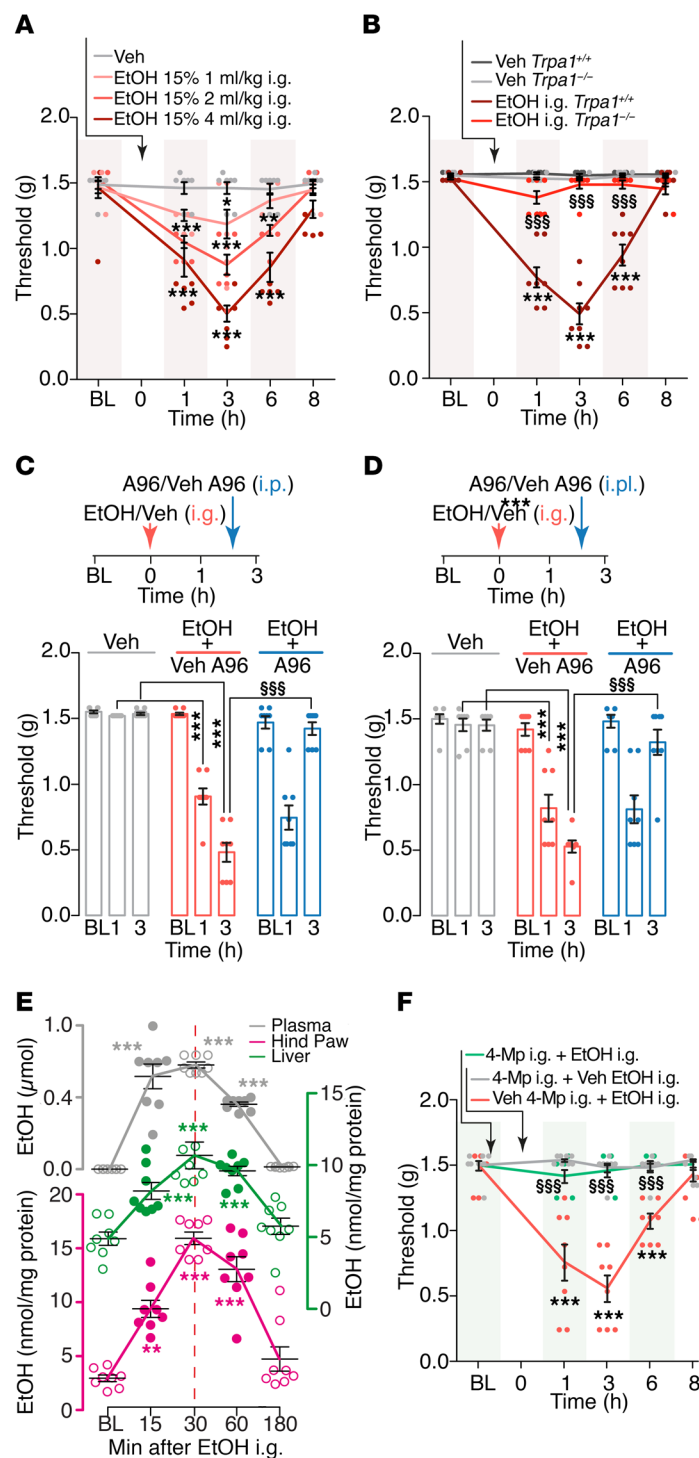 A
Veh
EtOH 15% 1 ml/kg i.g.
EtOH 15% 2 ml/kg i.g.
EtOH 15% 4 ml/kg i.g.
Threshold (g)
2.0
1.5
1.0
0.5
0.0
*
***
**
***
***
***
***
BL 0 1 3 6 8
Time (h)
B
Veh Trpa1+/+
Veh Trpa1–/–
EtOH i.g. Trpa1+/+
EtOH i.g. Trpa1–/–
Threshold (g)
2.0
1.5
1.0
0.5
0.0
§§§
§§§
§§§
***
***
***
BL 0 1 3 6 8
Time (h)
C
A96/Veh A96 (i.p.)
EtOH/Veh (i.g.)
BL 0 1 3
Time (h)
Veh
EtOH
+
Veh A96
EtOH
+
A96
Threshold (g)
2.0
1.5
1.0
0.5
0.0
***
***
§§§
BL 1 3 BL 1 3 BL 1 3
Time (h)
D
A96/Veh A96 (i.pl.)
***
EtOH/Veh (i.g.)
BL 0 1 3
Time (h)
Veh
EtOH
+
Veh A96
EtOH
+
A96
Threshold (g)
2.0
1.5
1.0
0.5
0.0
***
***
§§§
BL 1 3 BL 1 3 BL 1 3
Time (h)
E
Plasma
Hind Paw
Liver
EtOH (µmol)
1.0
0.4
0.0
***
***
***
EtOH (nmol/mg protein)
15
10
5
0
***
***
***
EtOH (nmol/mg protein)
20
15
10
5
0
**
***
***
BL 15 30 60 180
Min after EtOH i.g.
F
4-Mp i.g. + EtOH i.g.
4-Mp i.g. + Veh EtOH i.g.
Veh 4-Mp i.g. + EtOH i.g.
Threshold (g)
2.0
1.5
1.0
0.5
0.0
§§§
§§§
§§§
***
***
***
BL 0 1 3 6 8
Time (h)